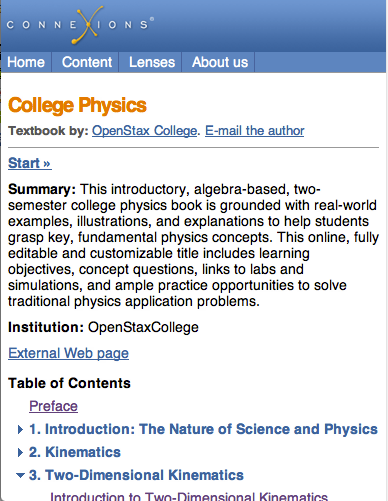 CONNEXIONS®
Home Content Lenses About us
College Physics
Textbook by: OpenStax College. E-mail the author
Start »
Summary: This introductory, algebra-based, two-
semester college physics book is grounded with real-world
examples, illustrations, and explanations to help students
grasp key, fundamental physics concepts. This online, fully
editable and customizable title includes learning
objectives, concept questions, links to labs and
simulations, and ample practice opportunities to solve
traditional physics application problems.
Institution: OpenStaxCollege
External Web page
Table of Contents
Preface
1. Introduction: The Nature of Science and Physics
2. Kinematics
3. Two-Dimensional Kinematics
Introduction to Two-Dimensional Kinematics